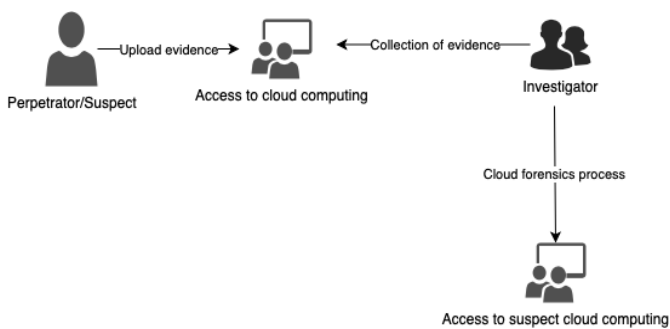 Upload evidence
Collection of evidence
Perpetrator/Suspect
Access to cloud computing
Investigator
Cloud forensics process
Access to suspect cloud computing